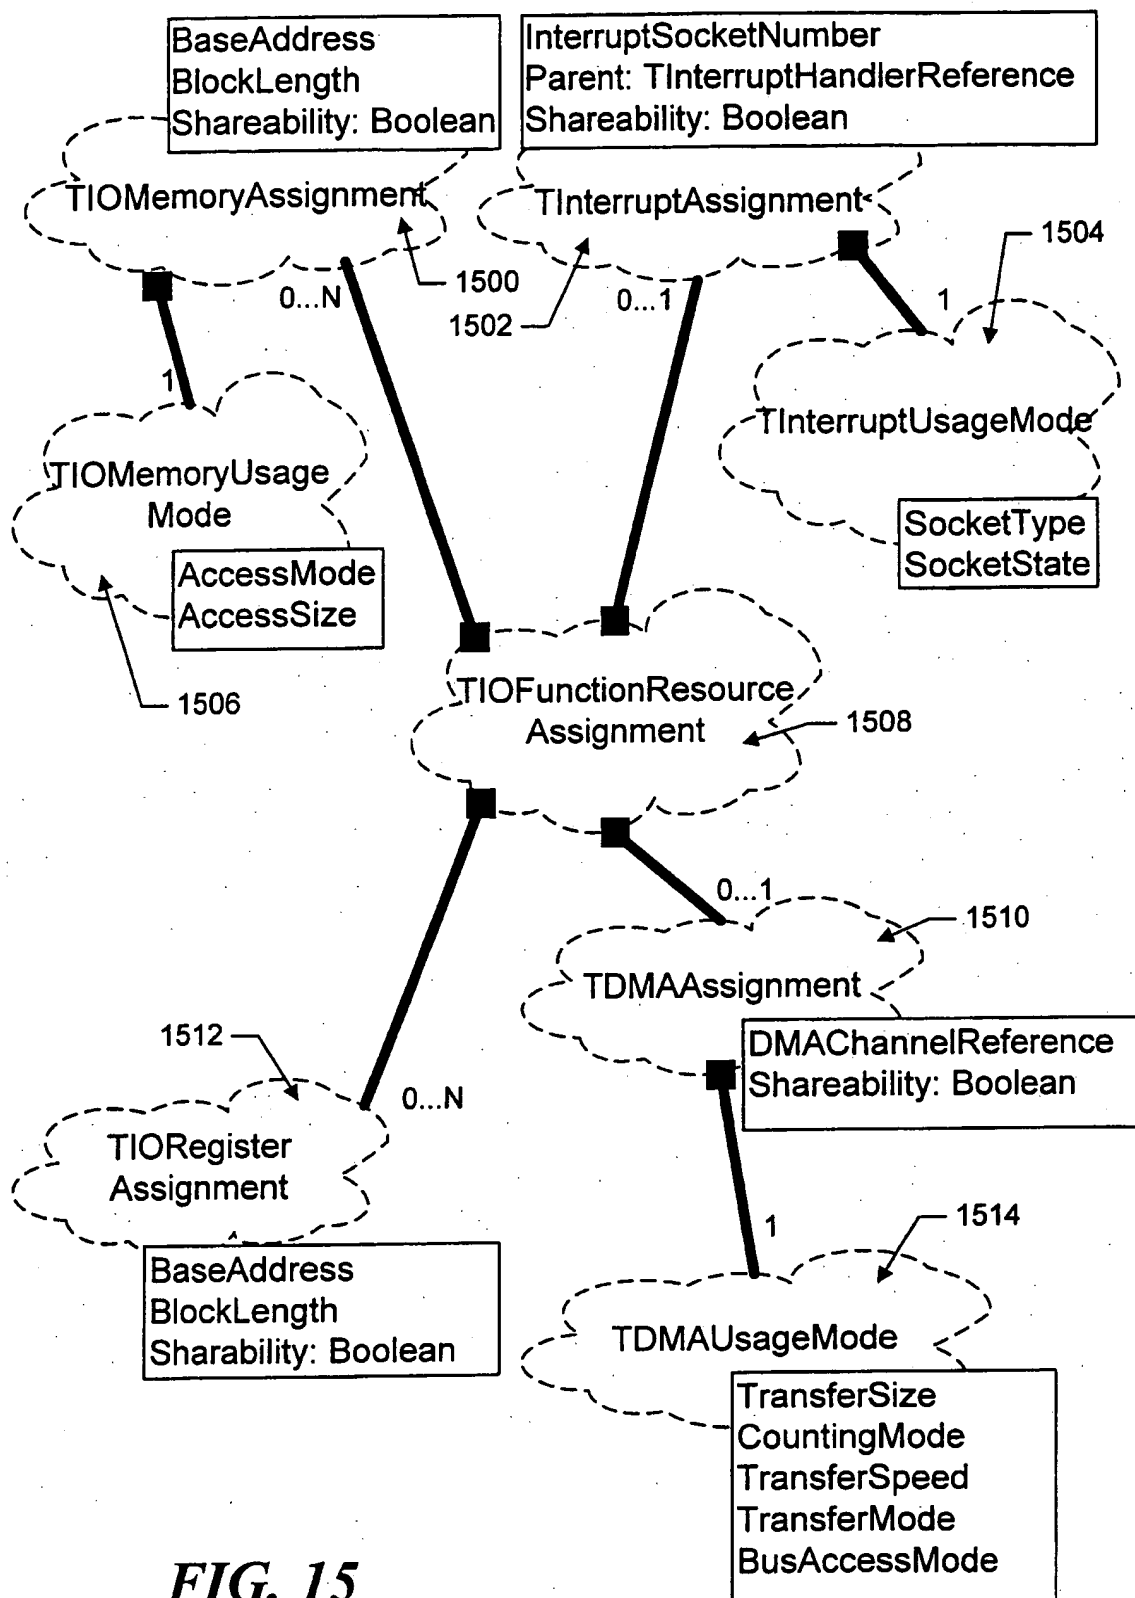 BaseAddress
BlockLength
Shareability: Boolean
InterruptSocketNumber
Parent: TInterruptHandlerReference
Shareability: Boolean
TIOMemoryAssignment
TInterruptAssignment
1500
1502
1504
0...N
0...1
1
1
TInterruptUsageMode
TIOMemoryUsage
Mode
SocketType
SocketState
AccessMode
AccessSize
1506
TIOFunctionResource
Assignment
1508
0...1
1510
TDMAAssignment
DMAChannelReference
Shareability: Boolean
1512
0...N
TIORegister
Assignment
BaseAddress
BlockLength
Sharability: Boolean
1
1514
TDMAUsageMode
TransferSize
CountingMode
TransferSpeed
TransferMode
BusAccessMode
FIG. 15